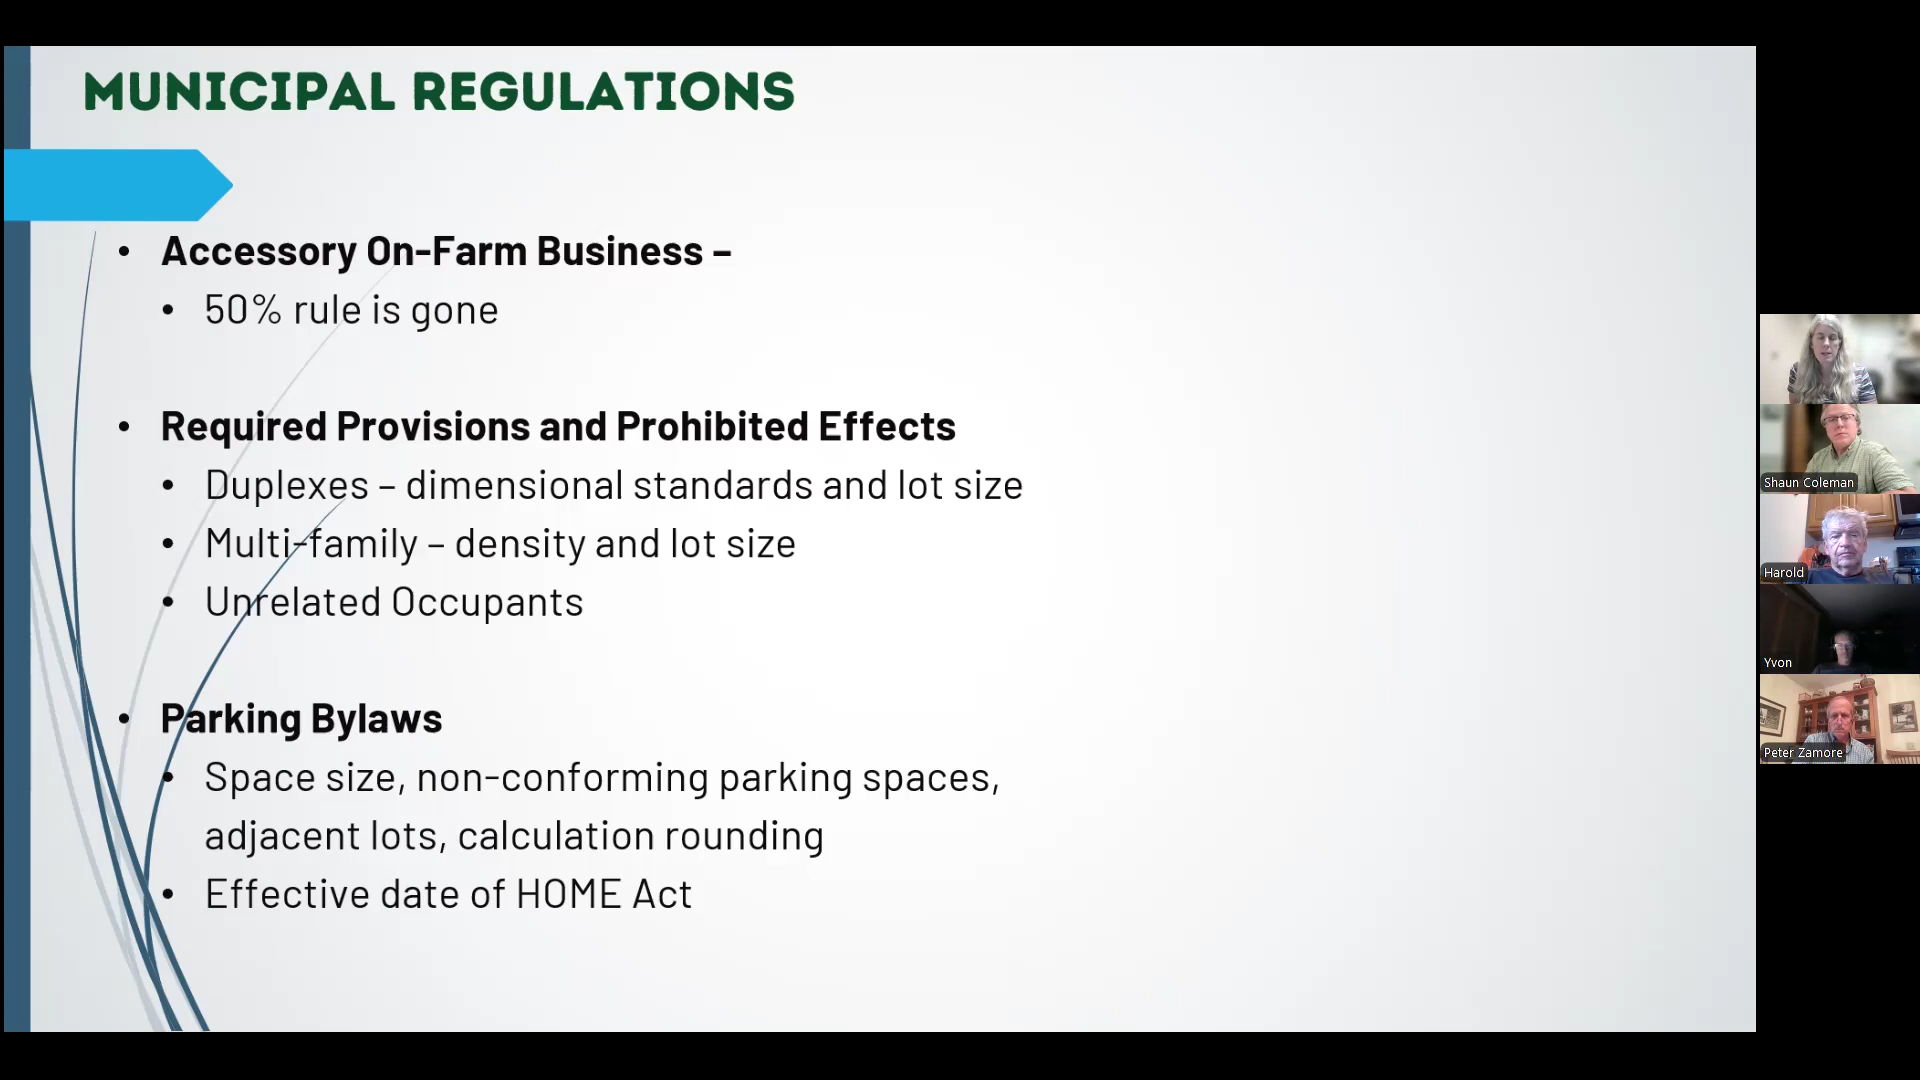 MUNICIPAL REGULATIONS
• Accessory On-Farm Business –
• 50% rule is gone
• Required Provisions and Prohibited Effects
• Duplexes – dimensional standards and lot size
• Multi-family – density and lot size
• Unrelated Occupants
• Parking Bylaws
• Space size, non-conforming parking spaces,
adjacent lots, calculation rounding
• Effective date of HOME Act
Shaun Coleman
Harold
Yvon
Peter Zamore